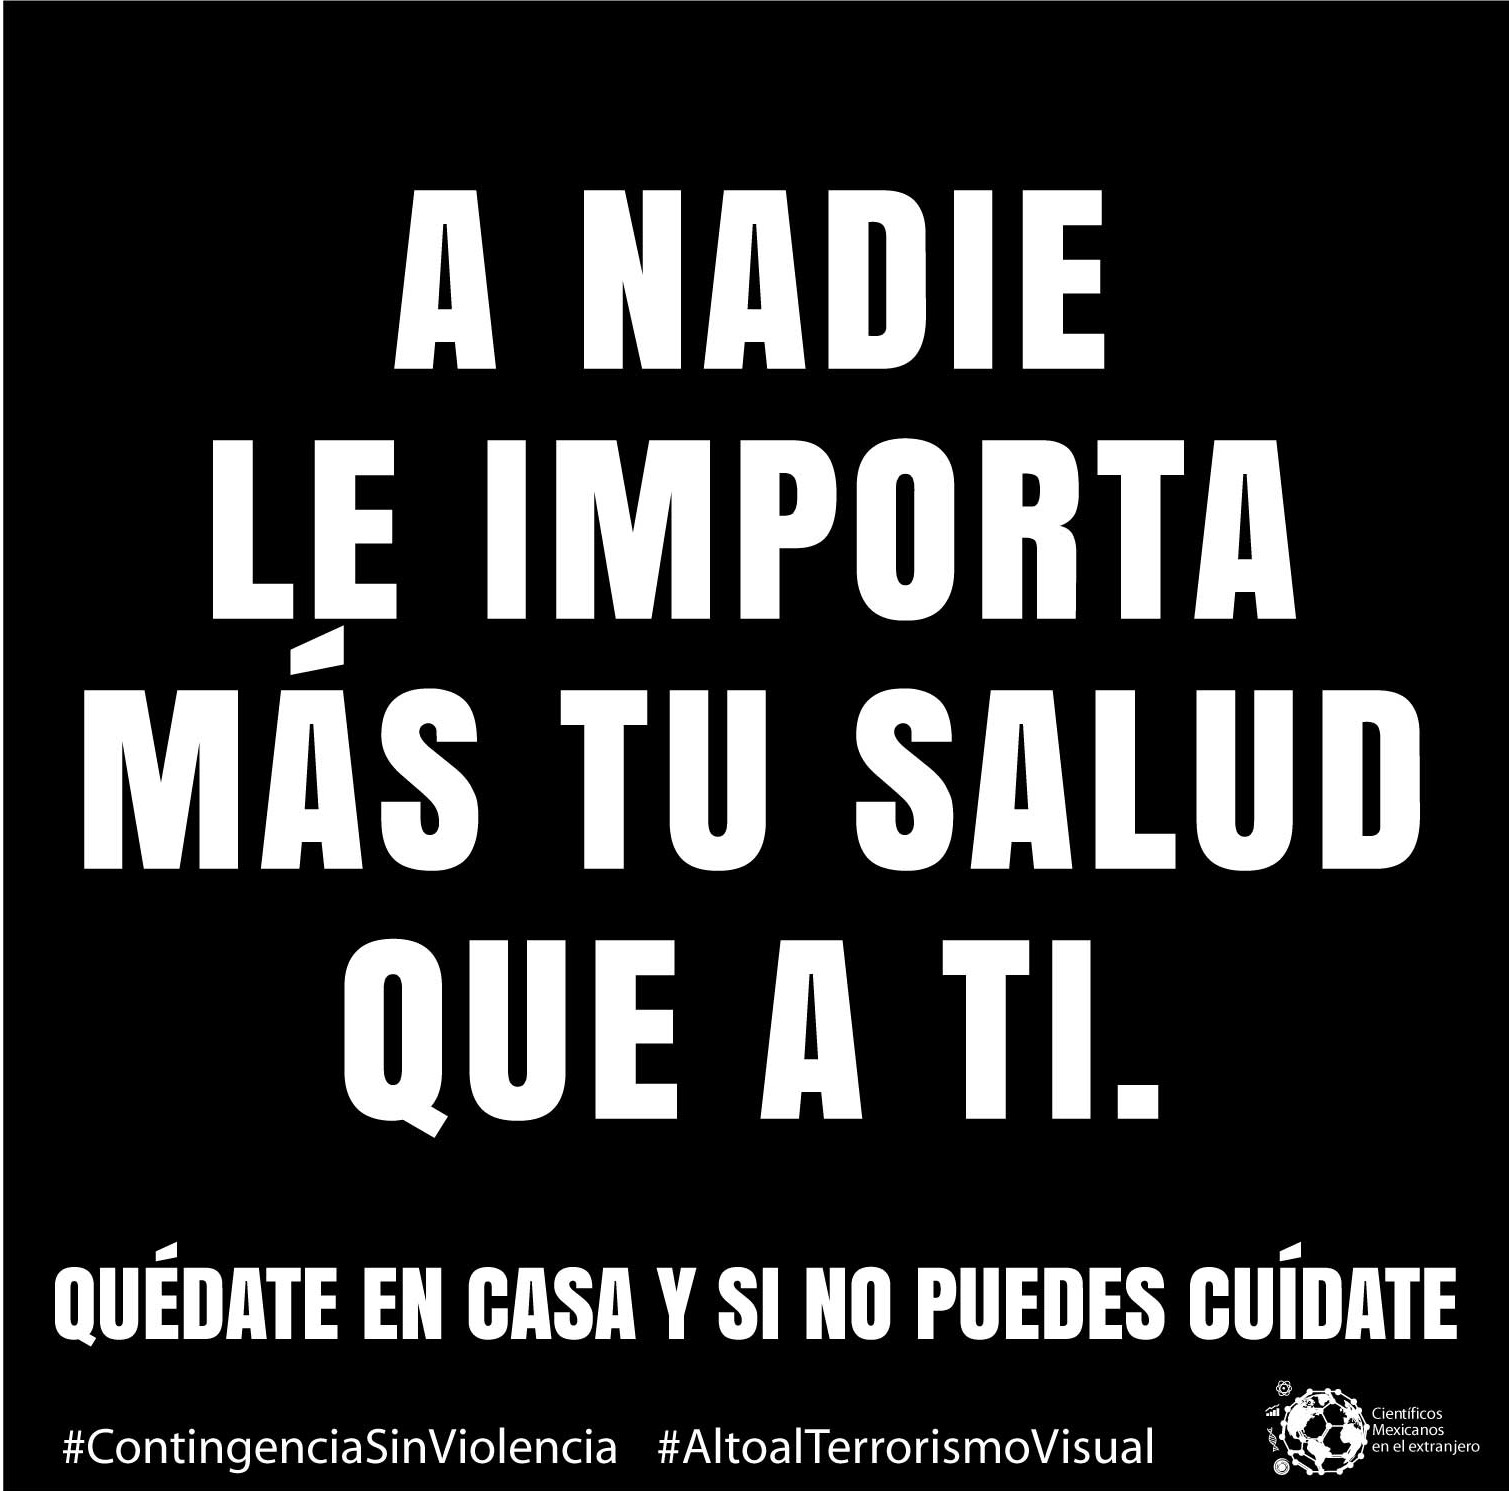 A NADIE
LE IMPORTA
MÁS TU SALUD
QUE A TI.
QUÉDATE EN CASA Y SI NO PUEDES CUÍDATE
#ContingenciaSinViolencia #AltoalTerrorismoVisual
Científicos
Mexicanos
en el extranjero